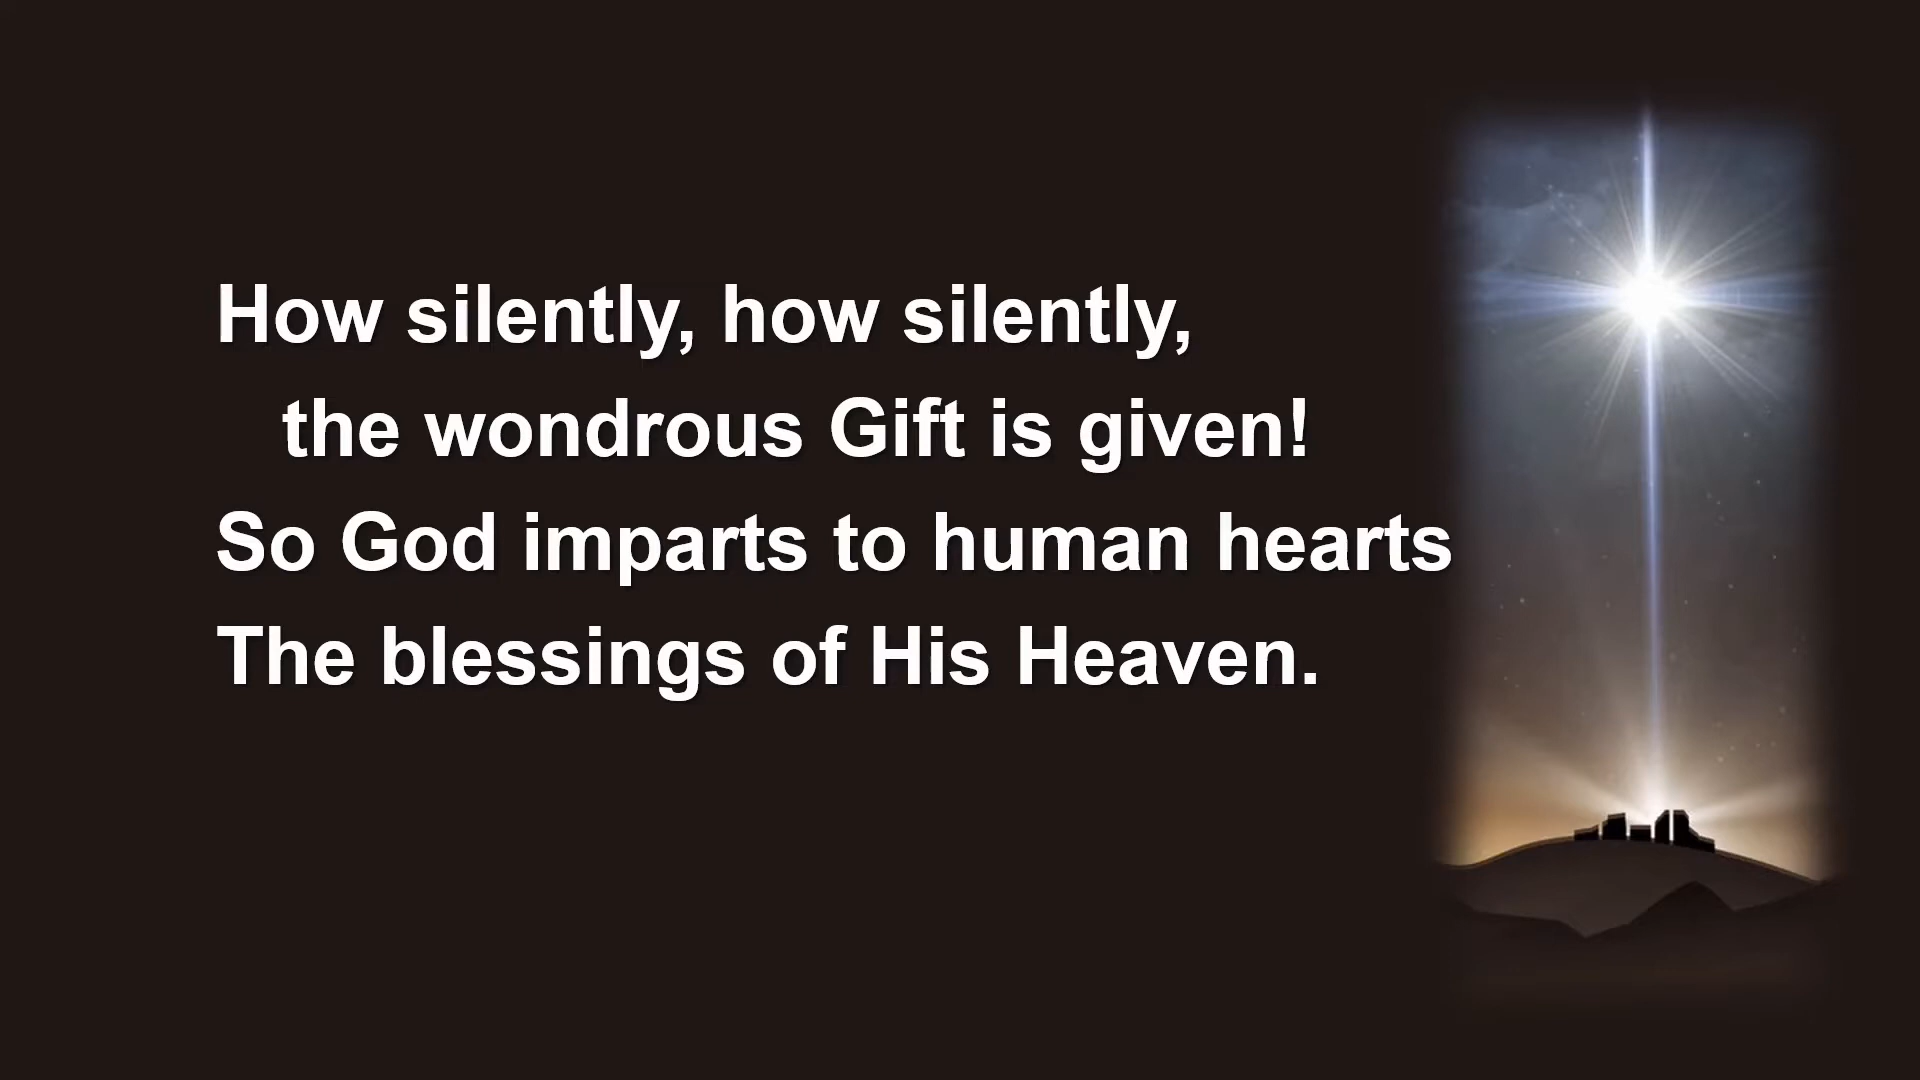 How silently, how silently,
the wondrous Gift is given!
So God imparts to human hearts
The blessings of His Heaven.